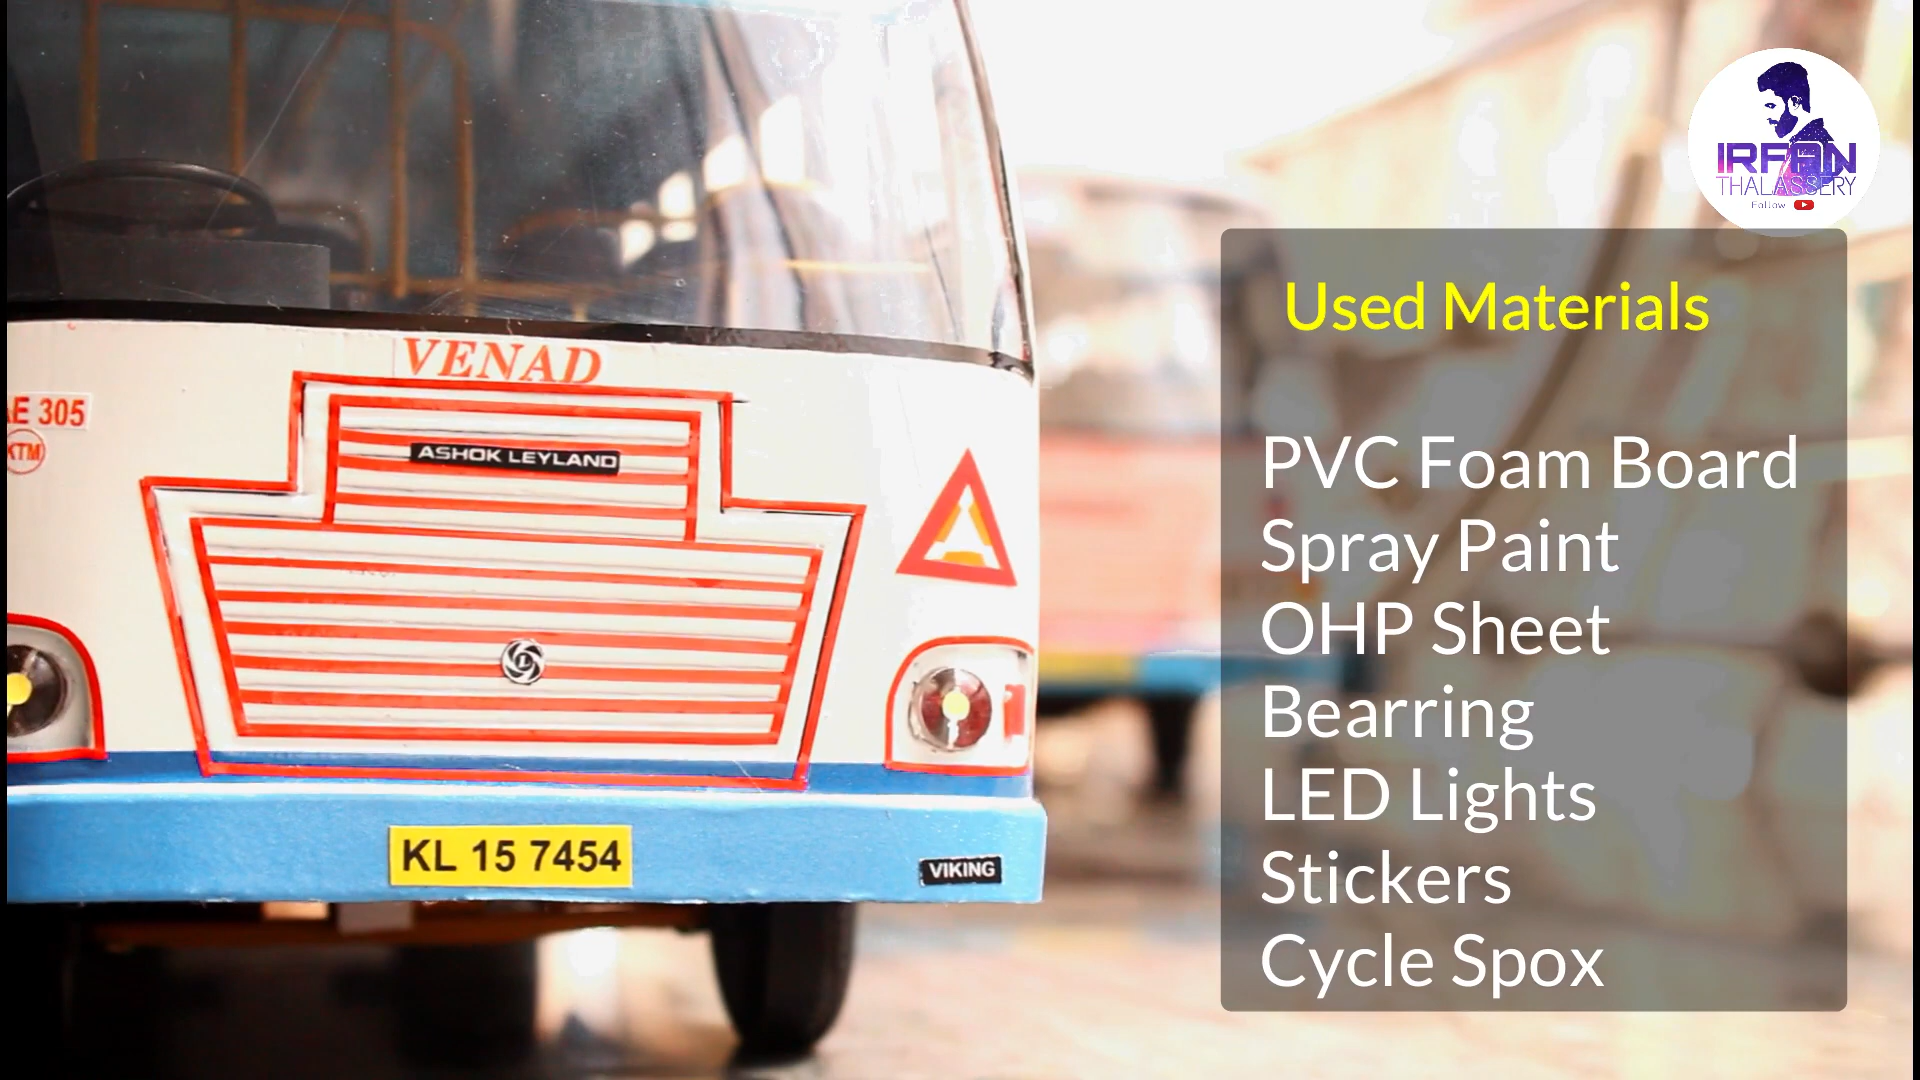 IRFAN
THALASSERY
Follow
Used Materials
PVC Foam Board
Spray Paint
OHP Sheet
Bearring
LED Lights
Stickers
Cycle Spox
VENAD
AE 305
KTM
ASHOK LEYLAND
L
KL 15 7454
VIKING